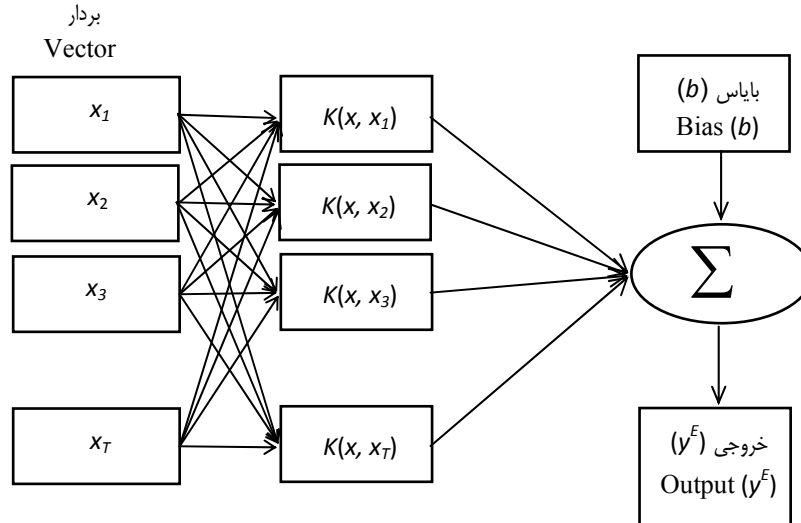 بردار
Vector
x1
x2
x3
xT
K(x, x1)
K(x, x2)
K(x, x3)
K(x, xT)
بایاس (b)
Bias (b)
Σ
خروجی (yE)
Output (yE)